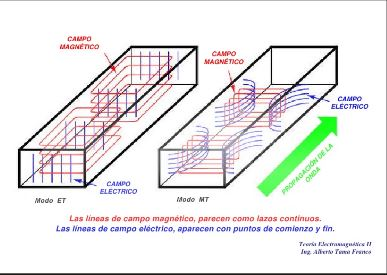 CAMPO
MAGNÉTICO
CAMPO
MAGNÉTICO
CAMPO
ELÉCTRICO
CAMPO
ELECTRICO
Modo ET
Modo MT
PROPAGACIÓN DE LA
ONDA
Las líneas de campo magnético, parecen como lazos contínuos.
Las líneas de campo eléctrico, aparecen con puntos de comienzo y fin.
Teoría Electromagnética II
Ing. Alberto Tama Franco